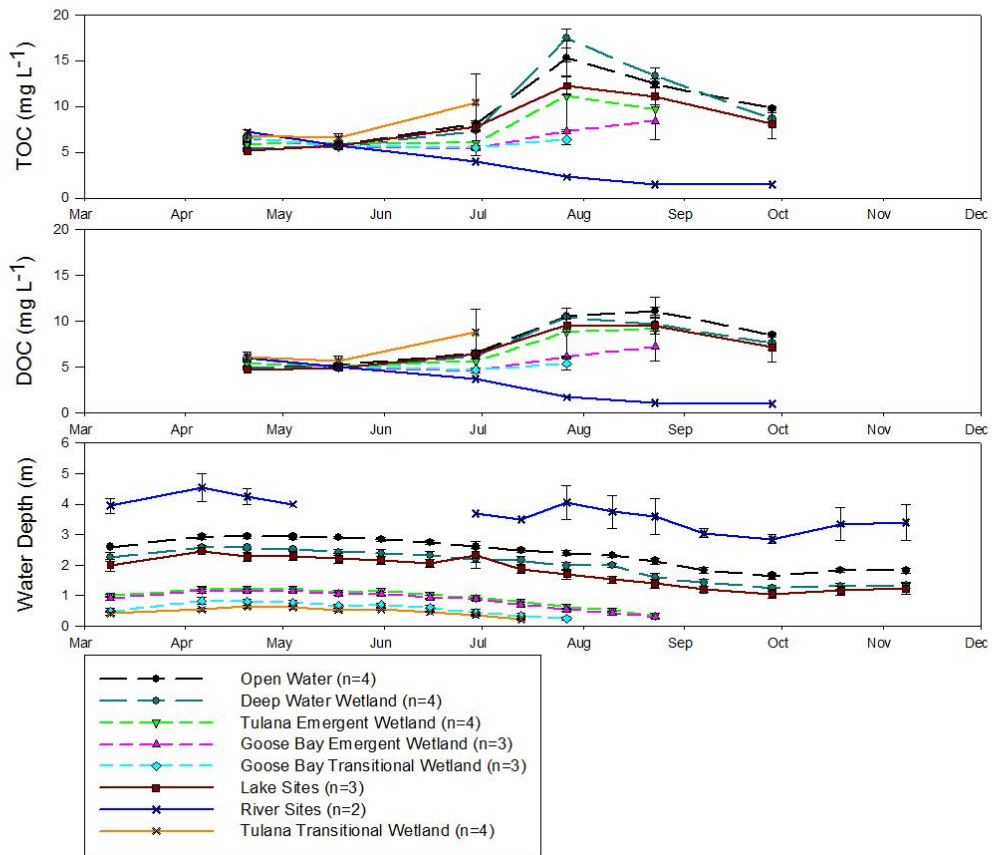 TOC (mg L-1)
20
15
10
5
0
Mar Apr May Jun Jul Aug Sep Oct Nov Dec
DOC (mg L-1)
20
15
10
5
0
Mar Apr May Jun Jul Aug Sep Oct Nov Dec
Water Depth (m)
6
5
4
3
2
1
0
Mar Apr May Jun Jul Aug Sep Oct Nov Dec
Open Water (n=4)
Deep Water Wetland (n=4)
Tulana Emergent Wetland (n=4)
Goose Bay Emergent Wetland (n=3)
Goose Bay Transitional Wetland (n=3)
Lake Sites (n=3)
River Sites (n=2)
Tulana Transitional Wetland (n=4)